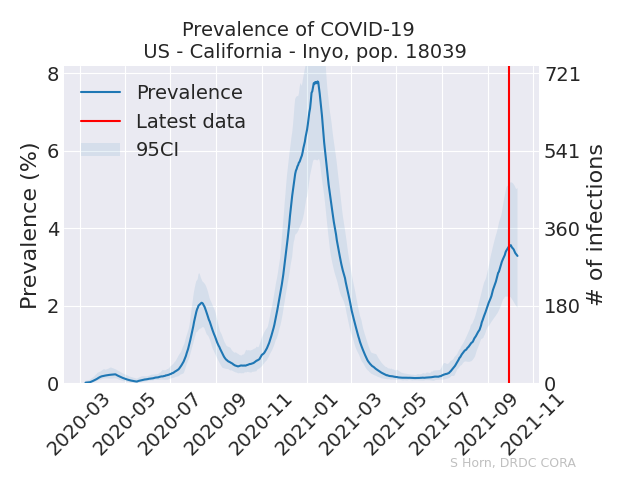 Prevalence of COVID-19
US - California - Inyo, pop. 18039
Prevalence
Latest data
95CI
Prevalence (%)
8
6
4
2
0
721
541
360
180
0
# of infections
2020-03
2020-05
2020-07
2020-09
2020-11
2021-01
2021-03
2021-05
2021-07
2021-09
2021-11
S Horn, DRDC CORA